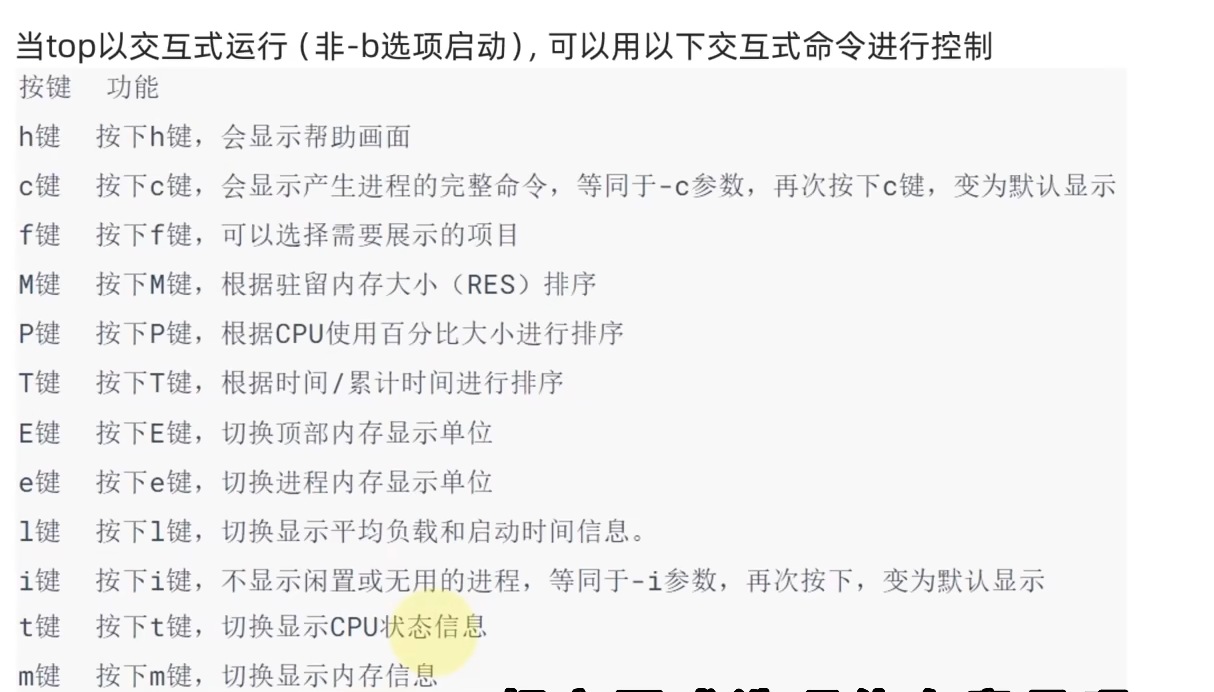 当top以交互式运行（非-b选项启动），可以用以下交互式命令进行控制
按键 功能
h键 按下h键，会显示帮助画面
c键 按下c键，会显示产生进程的完整命令，等同于-c参数，再次按下c键，变为默认显示
f键 按下f键，可以选择需要展示的项目
M键 按下M键，根据驻留内存大小（RES）排序
P键 按下P键，根据CPU使用百分比大小进行排序
T键 按下T键，根据时间/累计时间进行排序
E键 按下E键，切换顶部内存显示单位
e键 按下e键，切换进程内存显示单位
l键 按下l键，切换显示平均负载和启动时间信息。
i键 按下i键，不显示闲置或无用的进程，等同于-i参数，再次按下，变为默认显示
t键 按下t键，切换显示CPU状态信息
m键 按下m键，切换显示内存信息